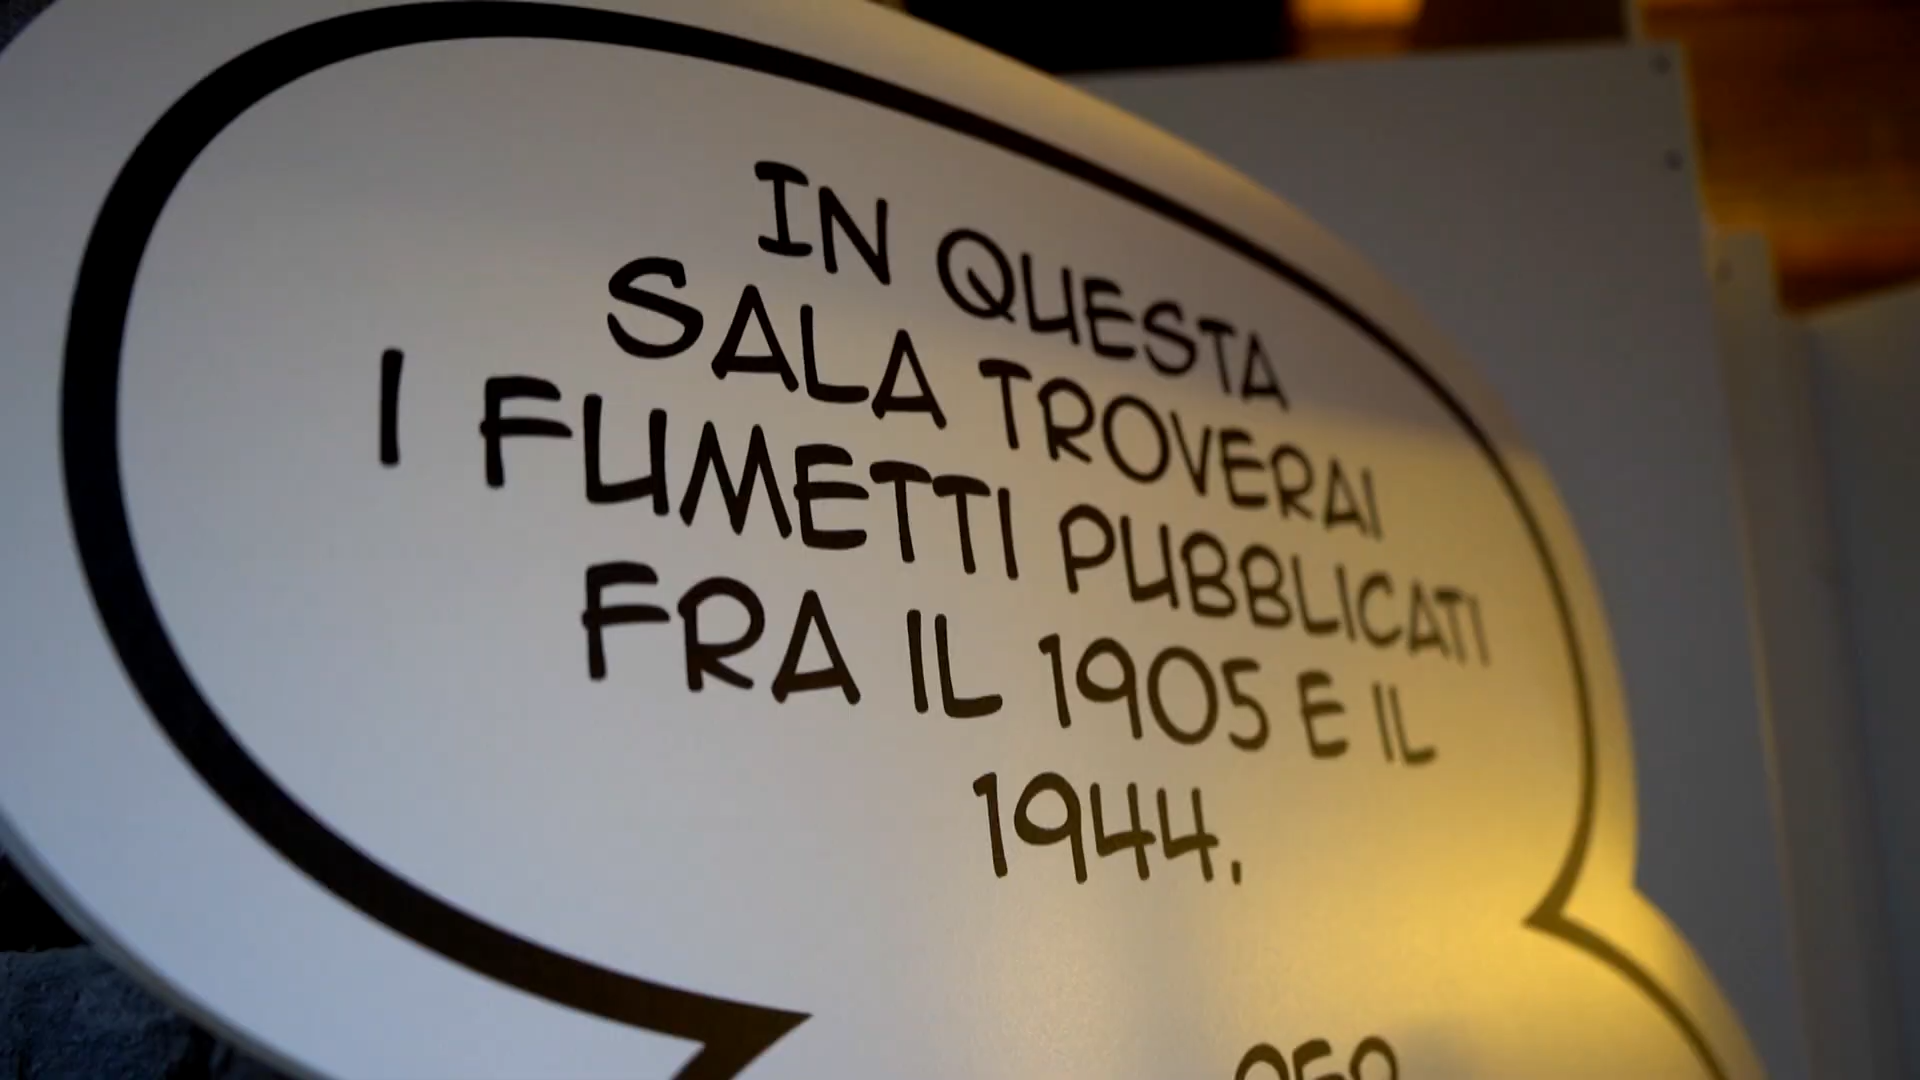 IN QUESTA
SALA TROVERAI
I FUMETTI PUBBLICATI
FRA IL 1905 E IL
1944.